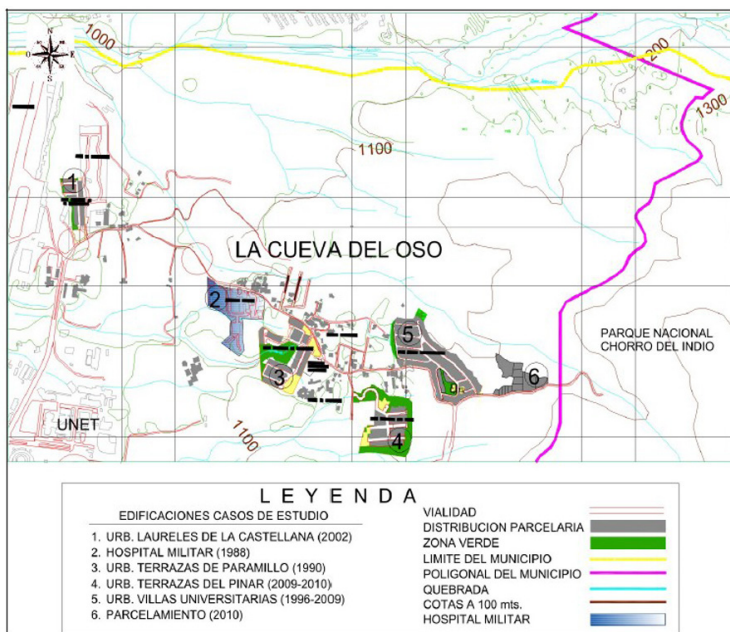 N
O E
S
1000
200
1300
1100
1
LA CUEVA DEL OSO
2
5
PARQUE NACIONAL
CHORRO DEL INDIO
3
6
UNET
1100
4
LEYENDA
EDIFICACIONES CASOS DE ESTUDIO
1. URB. LAURELES DE LA CASTELLANA (2002)
2. HOSPITAL MILITAR (1988)
3. URB. TERRAZAS DE PARAMILLO (1990)
4. URB. TERRAZAS DEL PINAR (2009-2010)
5. URB. VILLAS UNIVERSITARIAS (1996-2009)
6. PARCELAMIENTO (2010)
VIALIDAD
DISTRIBUCION PARCELARIA
ZONA VERDE
LIMITE DEL MUNICIPIO
POLIGONAL DEL MUNICIPIO
QUEBRADA
COTAS A 100 mts.
HOSPITAL MILITAR